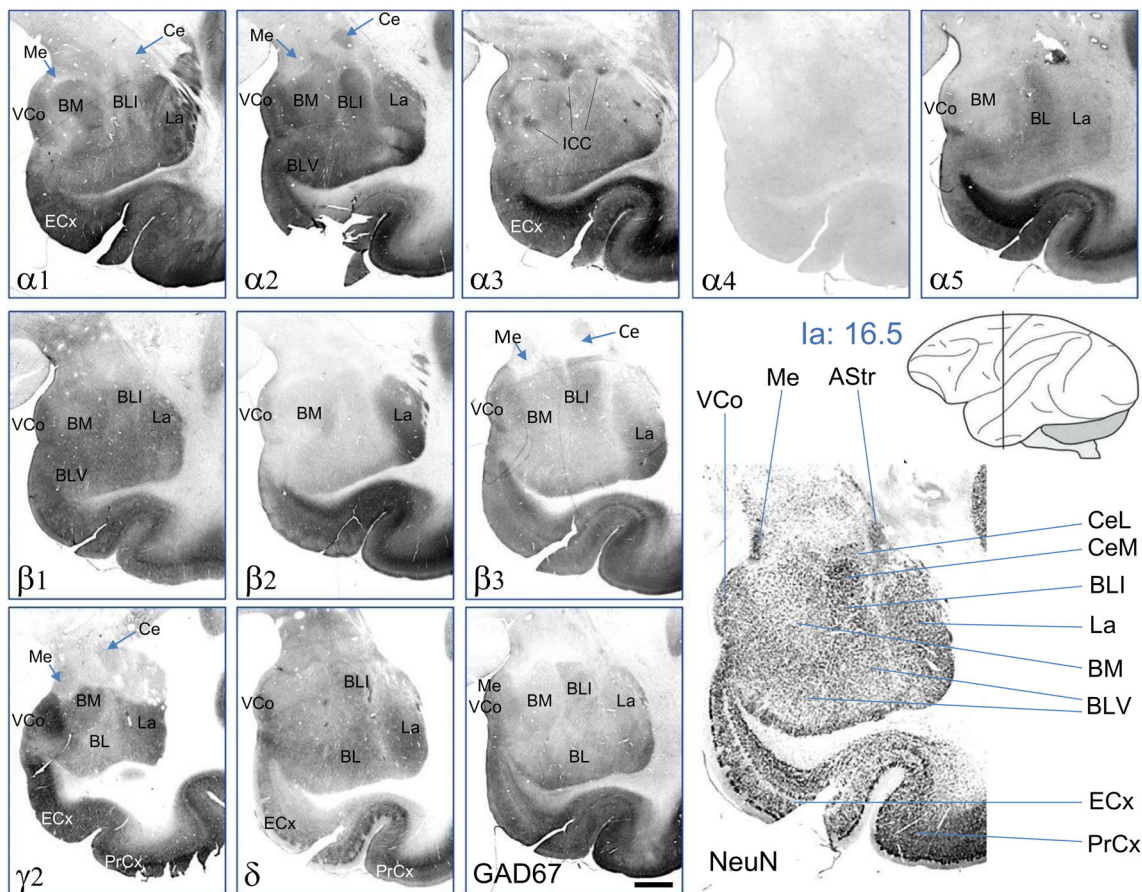 Me
Ce
VCo
BM
BLI
La
ECx
α1
Me
Ce
VCo
BM
BLI
La
BLV
α2
ICC
ECx
α3
α4
VCo
BM
BL
La
α5
BLI
VCo
BM
La
BLV
β1
VCo
BM
La
β2
Me
Ce
VCo
BM
BLI
La
β3
Ia: 16.5
Me
AStr
VCo
CeL
CeM
BLI
La
BM
BLV
ECx
PrCx
NeuN
Ce
Me
BM
VCo
La
BL
ECx
PrCx
γ2
BLI
VCo
La
BL
ECx
PrCx
δ
Me
VCo
BM
BLI
La
BL
GAD67